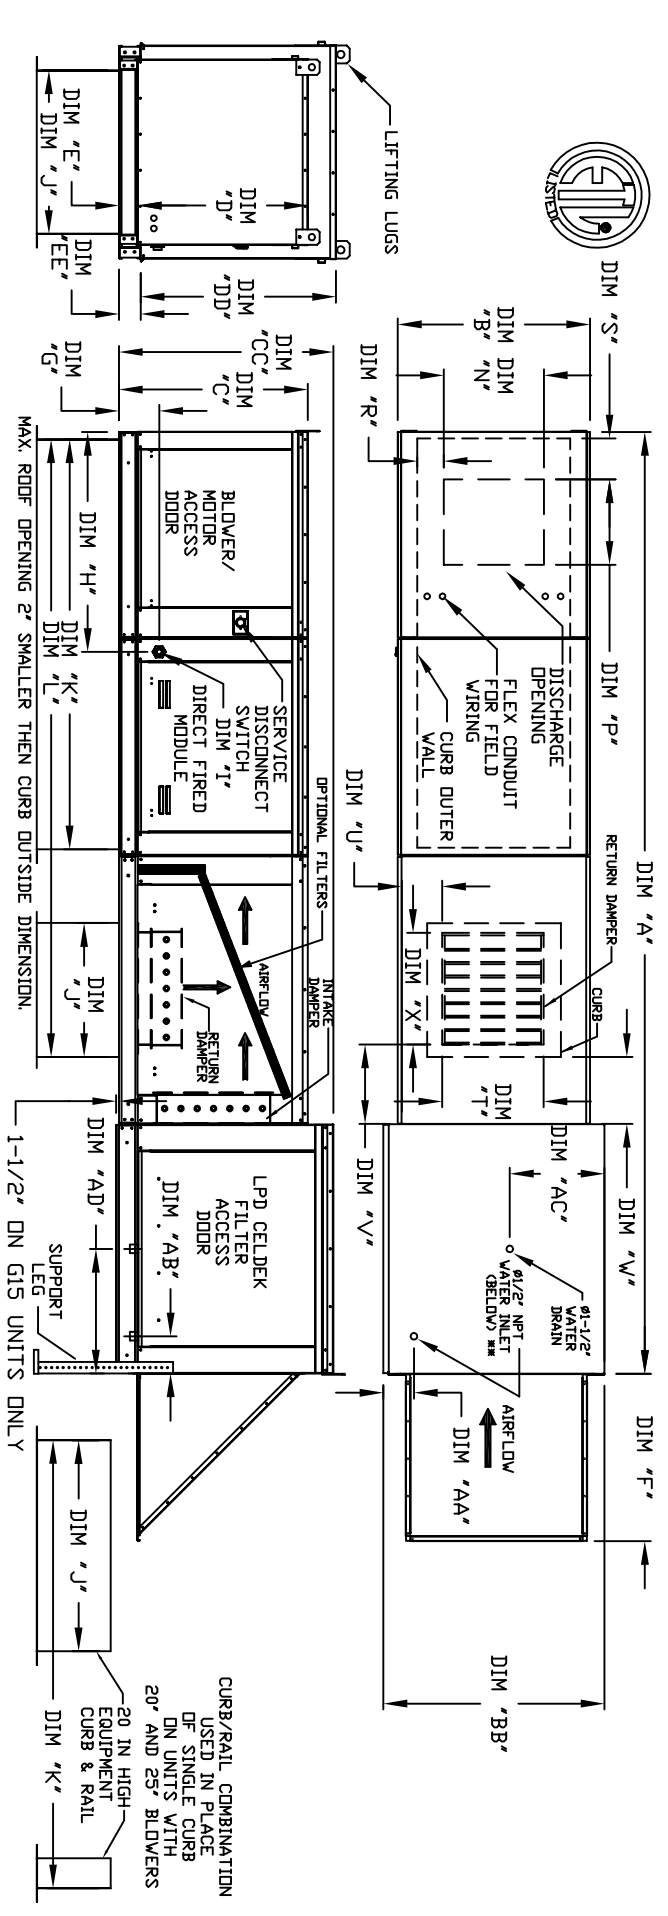 LISTED
DIM "S"
DIM "A"
DIM "F"
DIM "P"
DIM "W"
RETURN DAMPER
CURB
DISCHARGE
OPENING
FLEX CONDUIT
FOR FIELD
WIRING
CURB OUTER
WALL
DIM
"B"
DIM
"N"
DIM "R"
DIM "U"
DIM "X"
DIM
"T"
DIM "V"
DIM
"AC"
Ø1-1/2"
WATER
DRAIN
Ø1/2" NPT
WATER INLET
(BELOW) **
AIRFLOW
DIM "AA"
DIM "BB"
LIFTING LUGS
DIM
"D"
DIM
"DD"
DIM "E"
DIM "J"
DIM
"EE"
DIM
"CC"
DIM
"C"
DIM
"G"
BLOWER/
MOTOR
ACCESS
DOOR
SERVICE
DISCONNECT
SWITCH
DIM "I"
DIRECT FIRED
MODULE
OPTIONAL FILTERS
INTAKE
DAMPER
AIRFLOW
RETURN
DAMPER
LPD CELDEK
FILTER
ACCESS
DOOR
DIM "AB"
DIM "H"
DIM "K"
DIM "L"
DIM
"J"
DIM "AD"
SUPPORT
LEG
1-1/2" ON G15 UNITS ONLY
MAX. ROOF OPENING 2" SMALLER THEN CURB OUTSIDE DIMENSION.
CURB/RAIL COMBINATION
USED IN PLACE
OF SINGLE CURB
ON UNITS WITH
20" AND 25" BLOWERS
20 IN HIGH
EQUIPMENT
CURB & RAIL
DIM "J"
DIM "K"